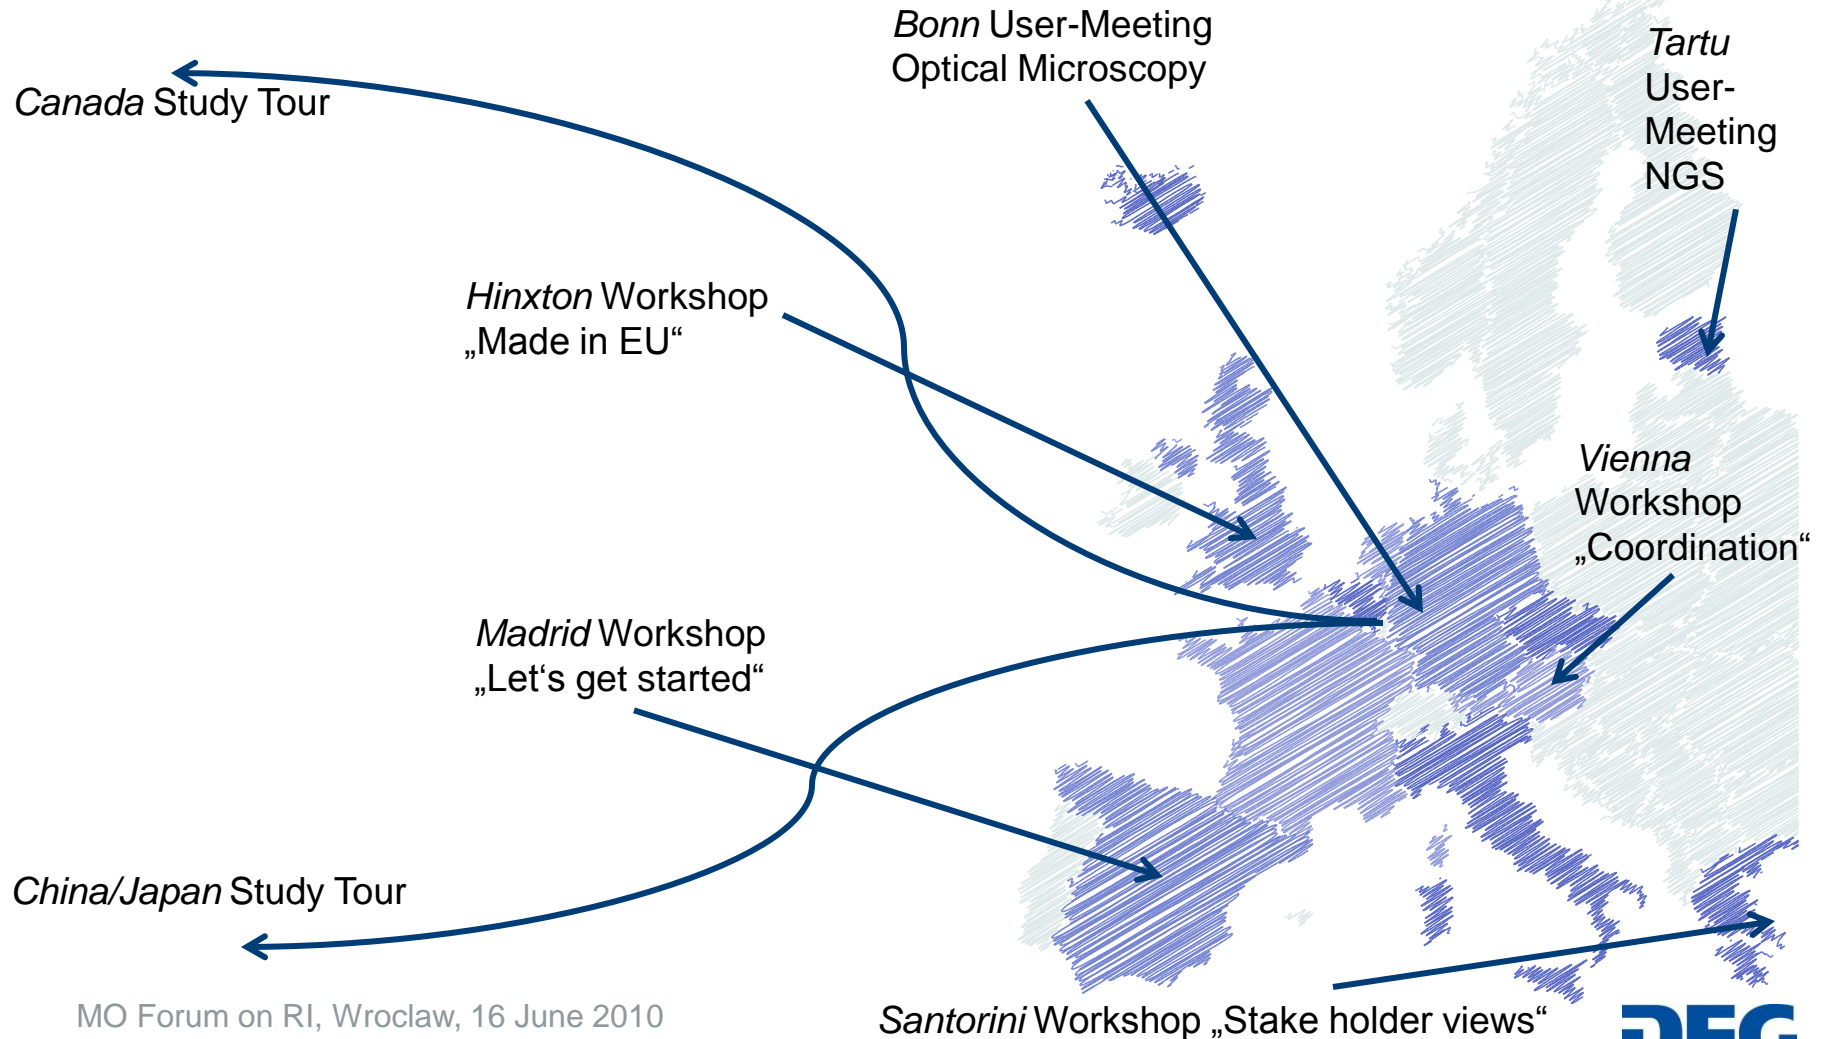 Bonn User-Meeting
Optical Microscopy
Tartu
User-
Meeting
NGS
Canada Study Tour
Hinxton Workshop
„Made in EU“
Vienna
Workshop
„Coordination“
Madrid Workshop
„Let‘s get started“
China/Japan Study Tour
MO Forum on RI, Wroclaw, 16 June 2010
Santorini Workshop „Stake holder views“
DFG